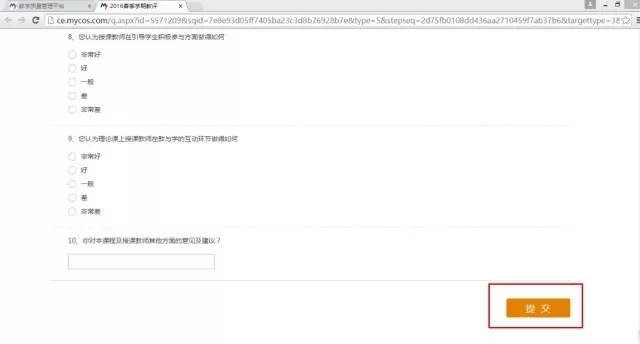 教学质量管理平台
2016春季学期教评
ce.mycos.com/q.aspx?id=5571209&sqid=7e8e93d05ff7405ba23c3d8b76928b7e&type=5&stepseq=2d75fb0108dd436aa2710459f7ab37b6&targettype=38
8、您认为授课教师在引导学生积极参与方面做得如何
非常好
好
一般
差
非常差
9、您认为理论课上授课教师在教与学的互动环节做得如何
非常好
好
一般
差
非常差
10、你对本课程及授课教师其他方面的意见及建议？
提 交